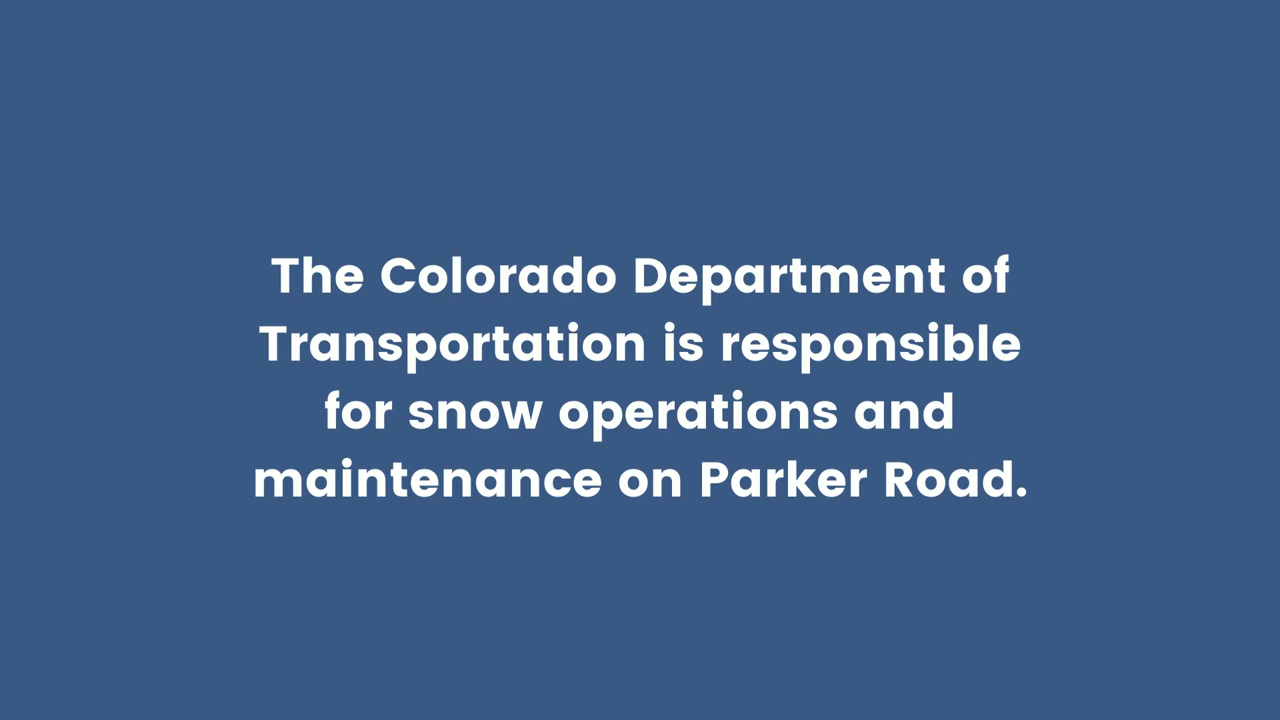 The Colorado Department of
Transportation is responsible
for snow operations and
maintenance on Parker Road.